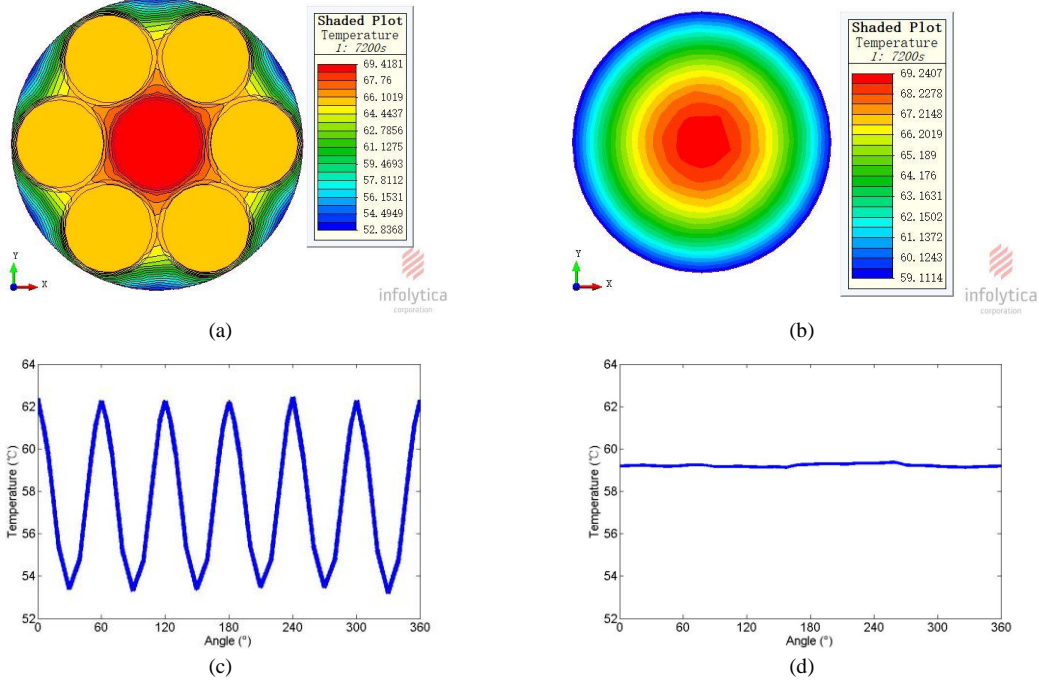 Shaded Plot
Temperature
1: 7200s
69.4181
67.76
66.1019
64.4437
62.7856
61.1275
59.4693
57.8112
56.1531
54.4949
52.8368
Y
X
infolytica
corporation
(a)
Shaded Plot
Temperature
1: 7200s
69.2407
68.2278
67.2148
66.2019
65.189
64.176
63.1631
62.1502
61.1372
60.1243
59.1114
Y
X
infolytica
corporation
(b)
64
62
60
58
56
54
52
Temperature (℃)
0 60 120 180 240 300 360
Angle (°)
(c)
64
62
60
58
56
54
52
Temperature (℃)
0 60 120 180 240 300 360
Angle (°)
(d)